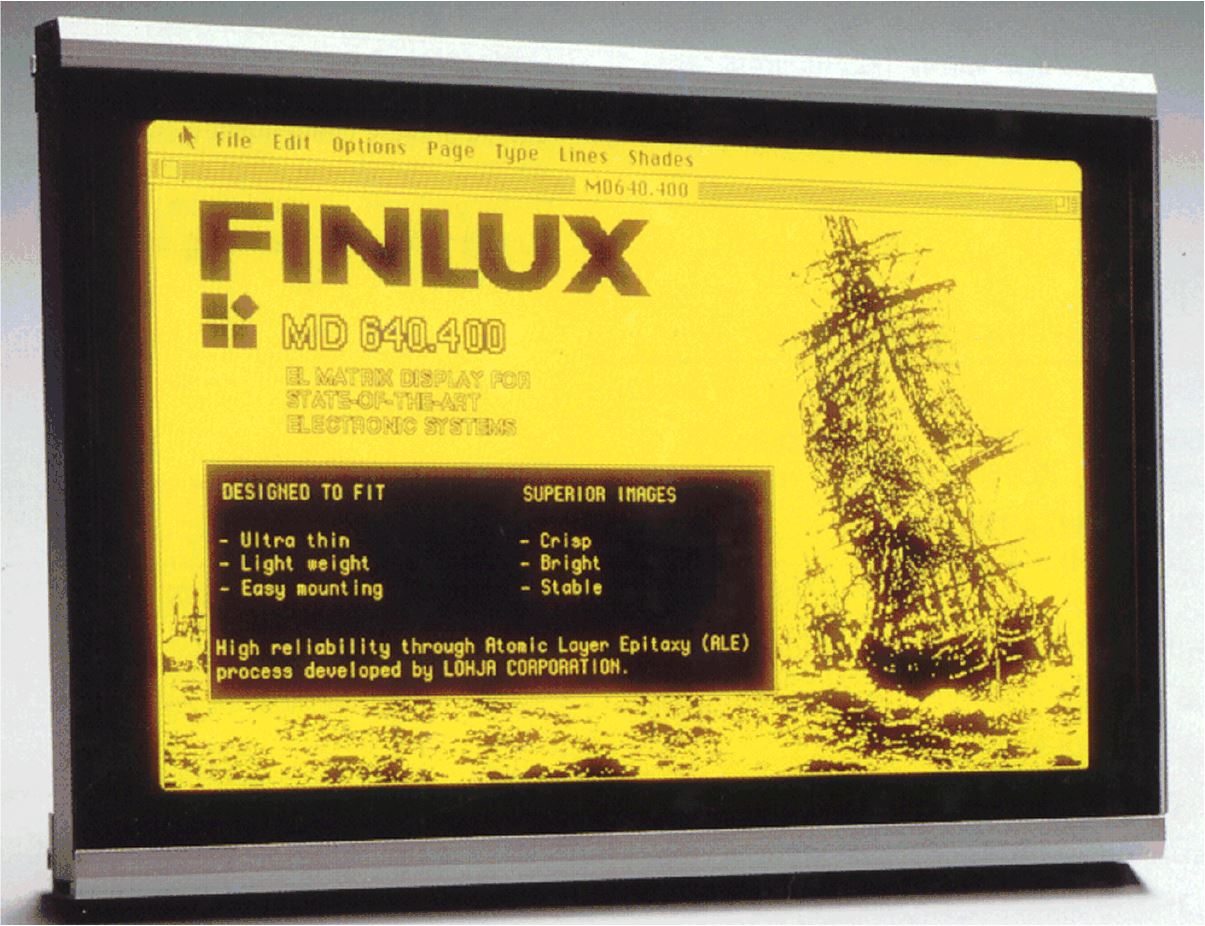 File Edit Options Page Type Lines Shades
MD640.400
FINLUX
MD 640.400
EL MATRIX DISPLAY FOR
STATE-OF-THE-ART
ELECTRONIC SYSTEMS
DESIGNED TO FIT
- Ultra thin
- Light weight
- Easy mounting
SUPERIOR IMAGES
- Crisp
- Bright
- Stable
High reliability through Atomic Layer Epitaxy (ALE)
process developed by LOHJA CORPORATION.